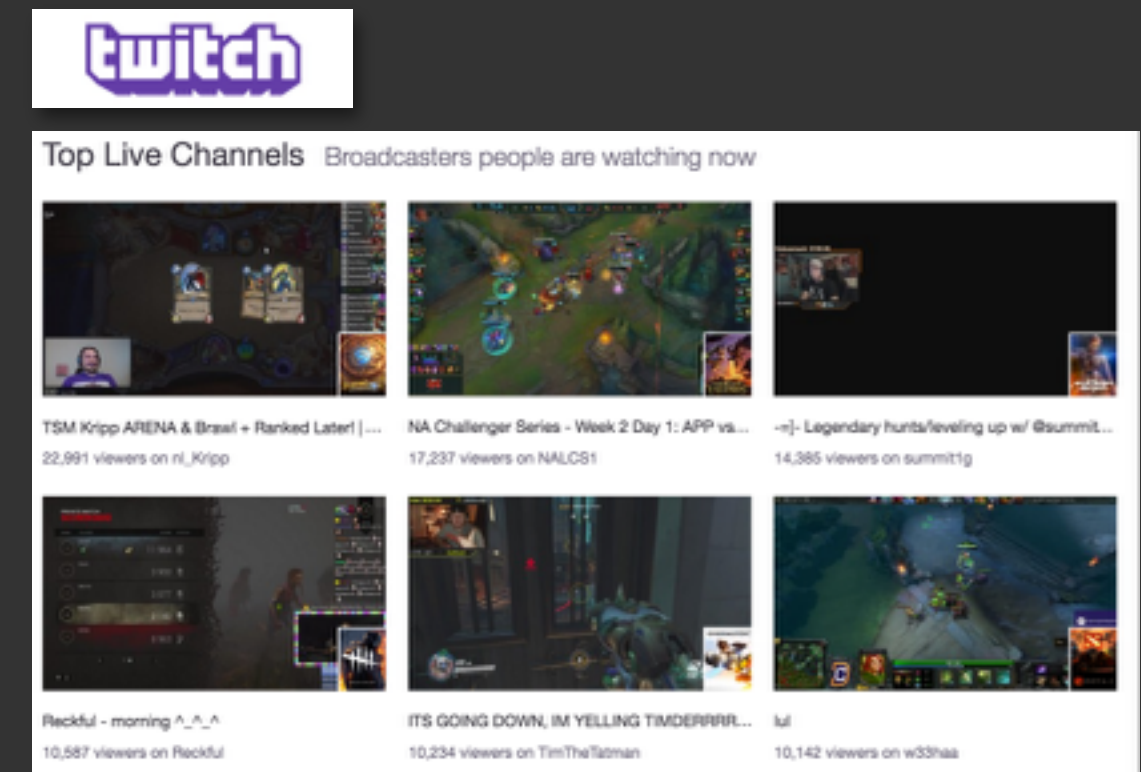 twitch
Top Live Channels Broadcasters people are watching now
TSM Kripp ARENA & Brawl + Ranked Later! |...
22,991 viewers on nl_Kripp
NA Challenger Series - Week 2 Day 1: APP vs...
17,237 viewers on NALCS1
-=]- Legendary hunts/leveling up w/ @summit...
14,385 viewers on summit1g
Reckful - morning ^_^_^
10,587 viewers on Reckful
ITS GOING DOWN, IM YELLING TIMDERRRR...
10,234 viewers on TimTheTatman
lul
10,142 viewers on w33haa